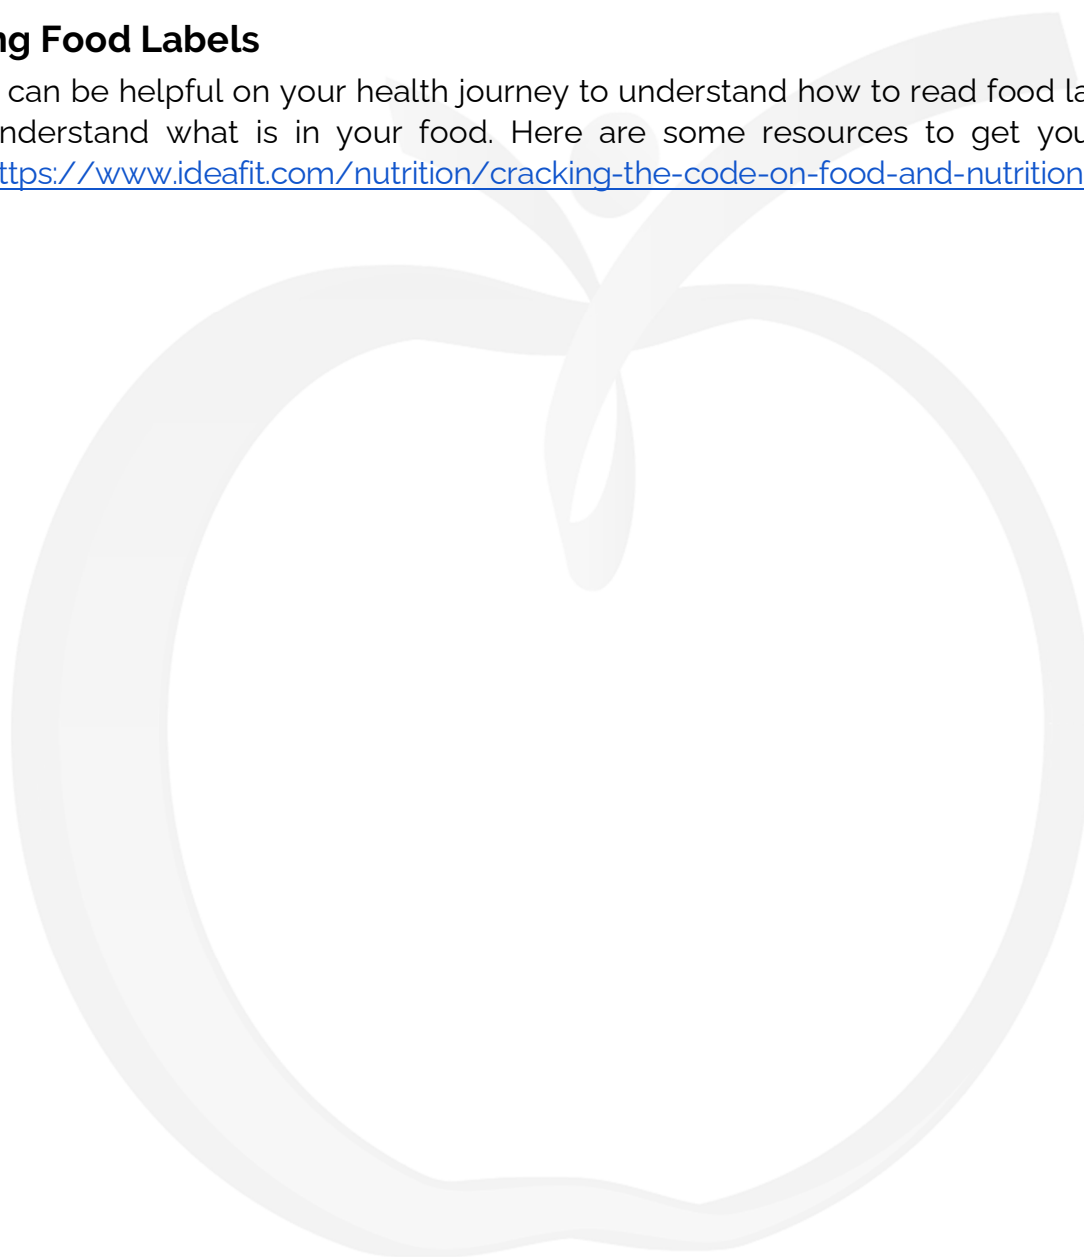 ng Food Labels
can be helpful on your health journey to understand how to read food la
nderstand what is in your food. Here are some resources to get you
ttps://www.ideafit.com/nutrition/cracking-the-code-on-food-and-nutrition